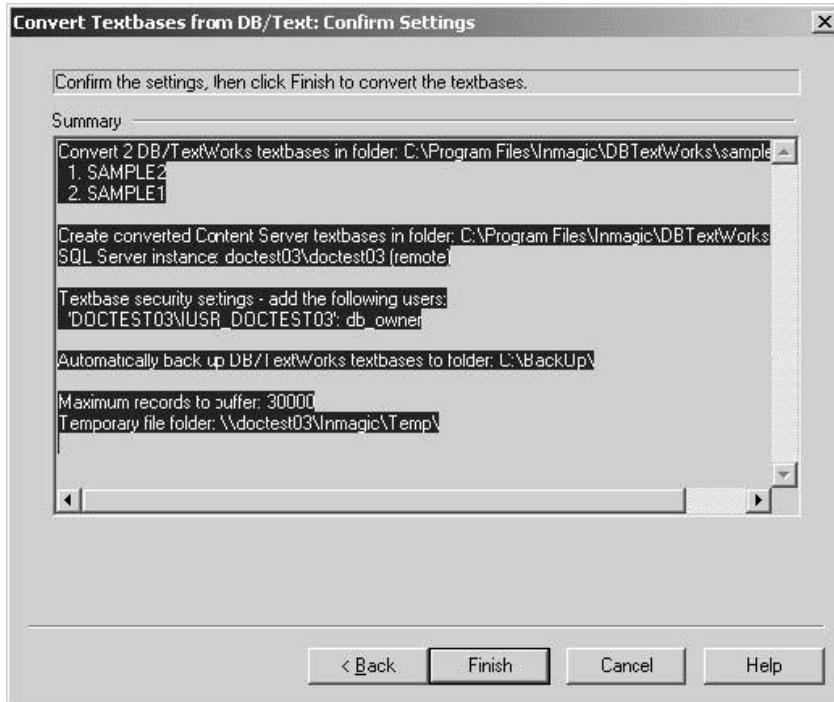 Convert Textbases from DB/Text: Confirm Settings
Confirm the settings, then click Finish to convert the textbases.
Summary
Convert 2 DB/TextWorks textbases in folder: C:\Program Files\Inmagic\DBTextWorks\sample
1. SAMPLE2
2. SAMPLE1
Create converted Content Server textbases in folder: C:\Program Files\Inmagic\DBTextWorks
SQL Server instance: doctest03\doctest03 (remote)
Textbase security settings - add the following users:
'DOCTEST03\IUSR_DOCTEST03': db_owner
Automatically back up DB/TextWorks textbases to folder: C:\BackUp\
Maximum records to buffer: 30000
Temporary file folder: \\doctest03\Inmagic\Temp\
< Back Finish Cancel Help